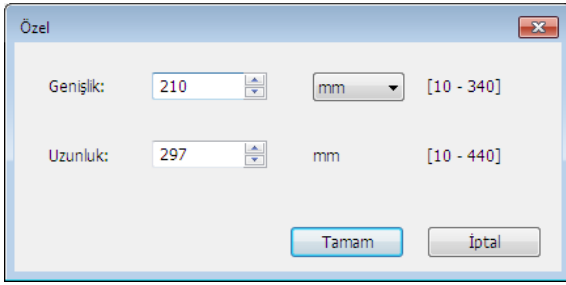 Özel
Genişlik: 210 mm [10 - 340]
Uzunluk: 297 mm [10 - 440]
Tamam İptal